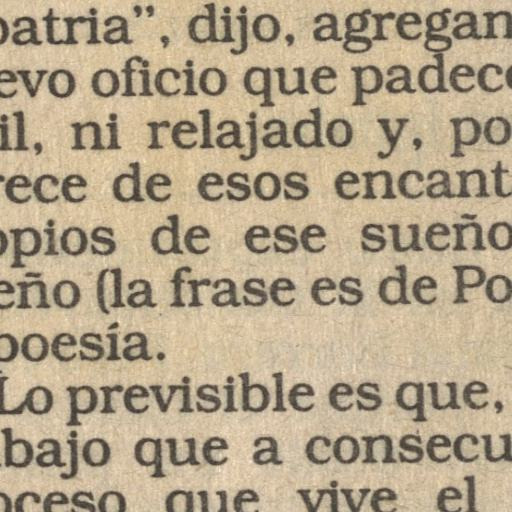 patria”, dijo, agregan
evo oficio que padece
il, ni relajado y, po
rece de esos encant
opios de ese sueño
eño (la frase es de Po
poesía.
Lo previsible es que,
abajo que a consecu
oceso que vive el